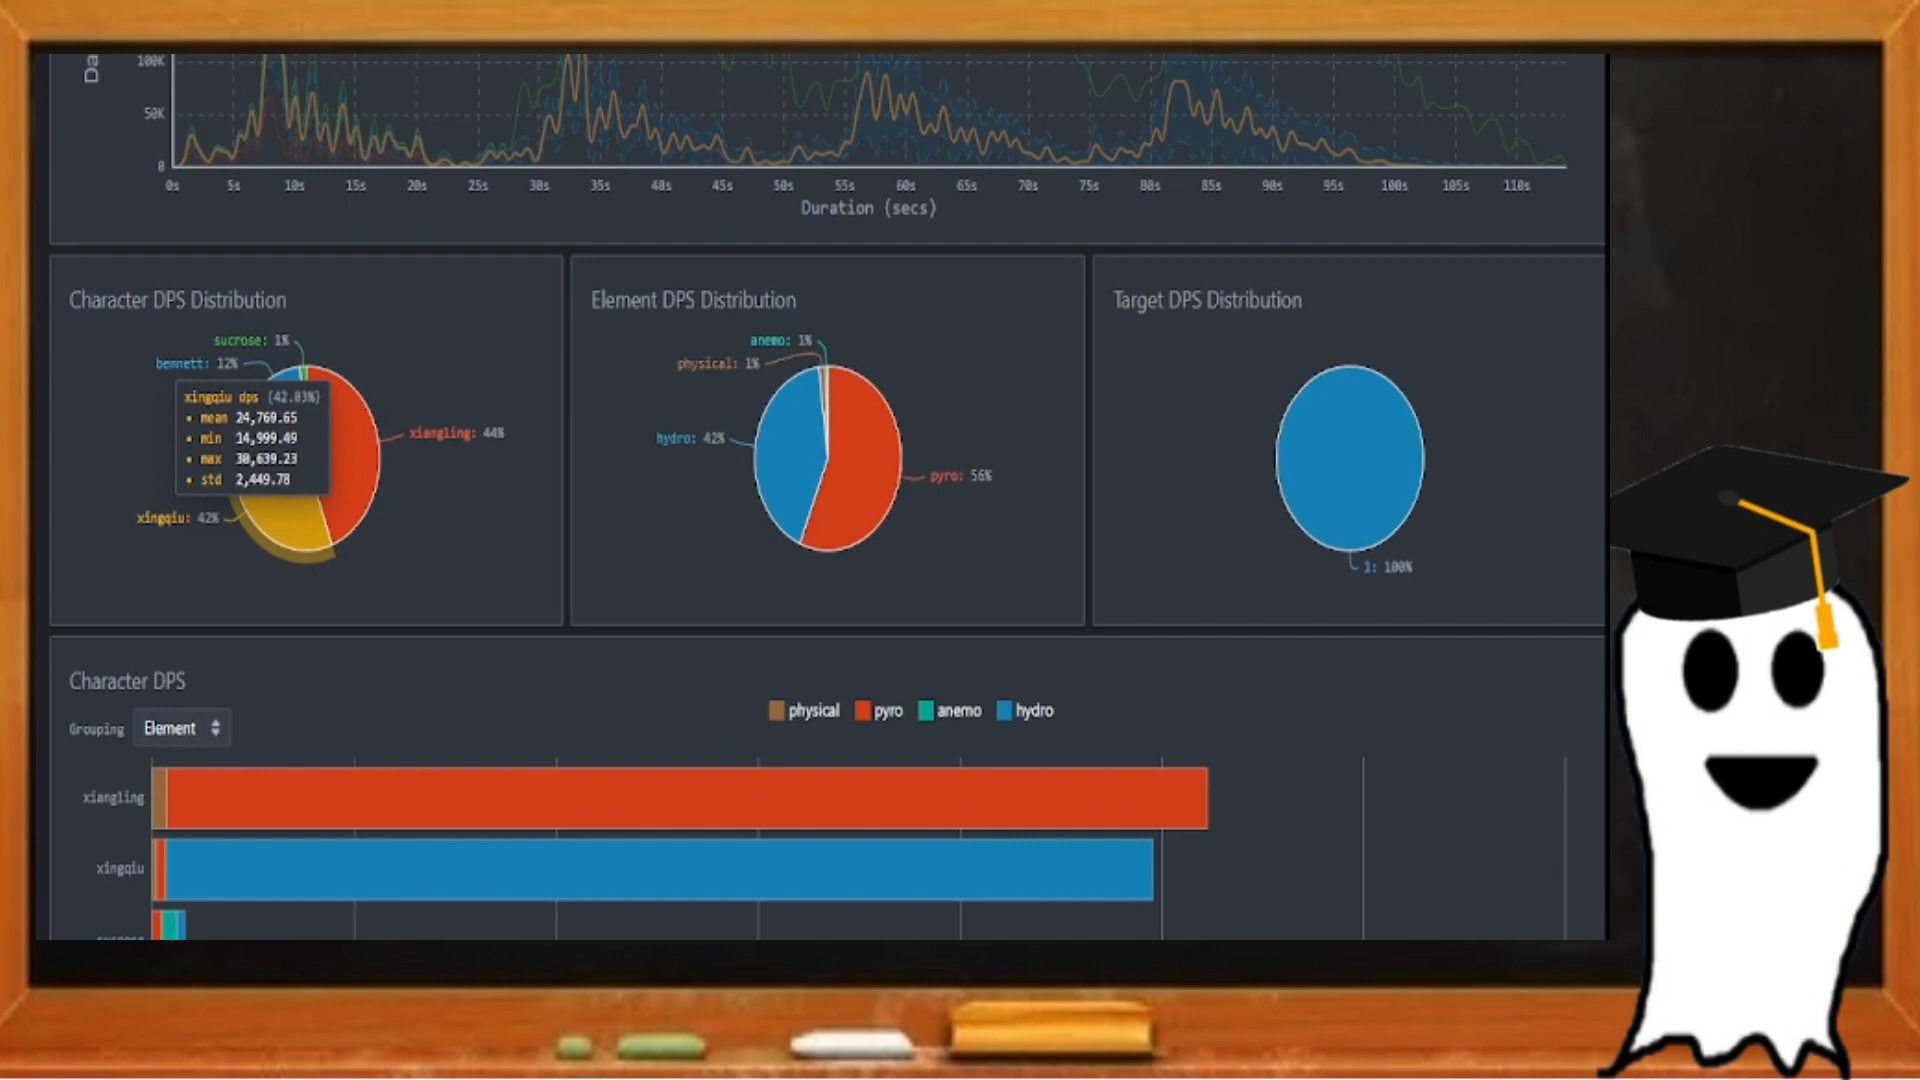 Da
100K
50K
0
0s 5s 10s 15s 20s 25s 30s 35s 40s 45s 50s 55s 60s 65s 70s 75s 80s 85s 90s 95s 100s 105s 110s
Duration (secs)
Character DPS Distribution
sucrose: 1%
bennett: 12%
xingqiu dps (42.03%)
• mean 24,769.65
• min 14,999.49
• max 30,639.23
• std 2,449.78
xiangling: 44%
xingqiu: 42%
Element DPS Distribution
anemo: 1%
physical: 1%
hydro: 42%
pyro: 56%
Target DPS Distribution
1: 100%
Character DPS
Grouping Element
physical pyro anemo hydro
xiangling
xingqiu